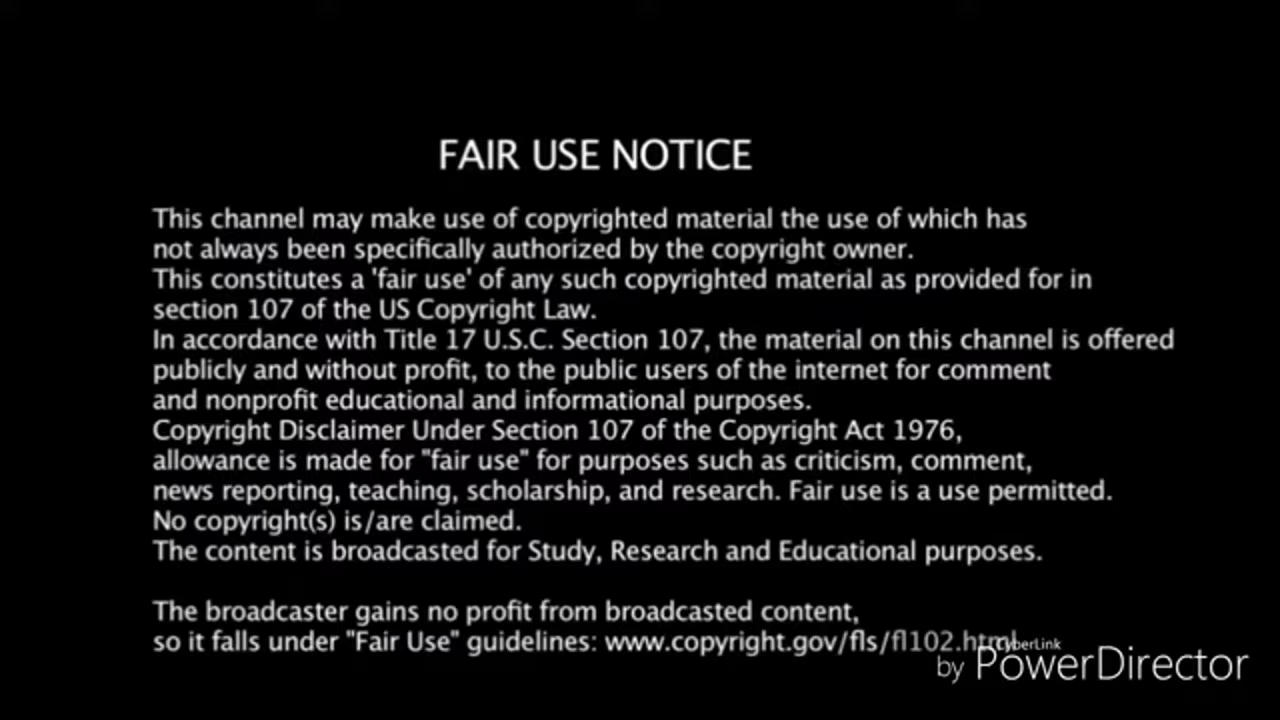 FAIR USE NOTICE
This channel may make use of copyrighted material the use of which has
not always been specifically authorized by the copyright owner.
This constitutes a 'fair use' of any such copyrighted material as provided for in
section 107 of the US Copyright Law.
In accordance with Title 17 U.S.C. Section 107, the material on this channel is offered
publicly and without profit, to the public users of the internet for comment
and nonprofit educational and informational purposes.
Copyright Disclaimer Under Section 107 of the Copyright Act 1976,
allowance is made for "fair use" for purposes such as criticism, comment,
news reporting, teaching, scholarship, and research. Fair use is a use permitted.
No copyright(s) is/are claimed.
The content is broadcasted for Study, Research and Educational purposes.
The broadcaster gains no profit from broadcasted content,
so it falls under "Fair Use" guidelines: www.copyright.gov/fls/fl102.html
CyberLink
by PowerDirector